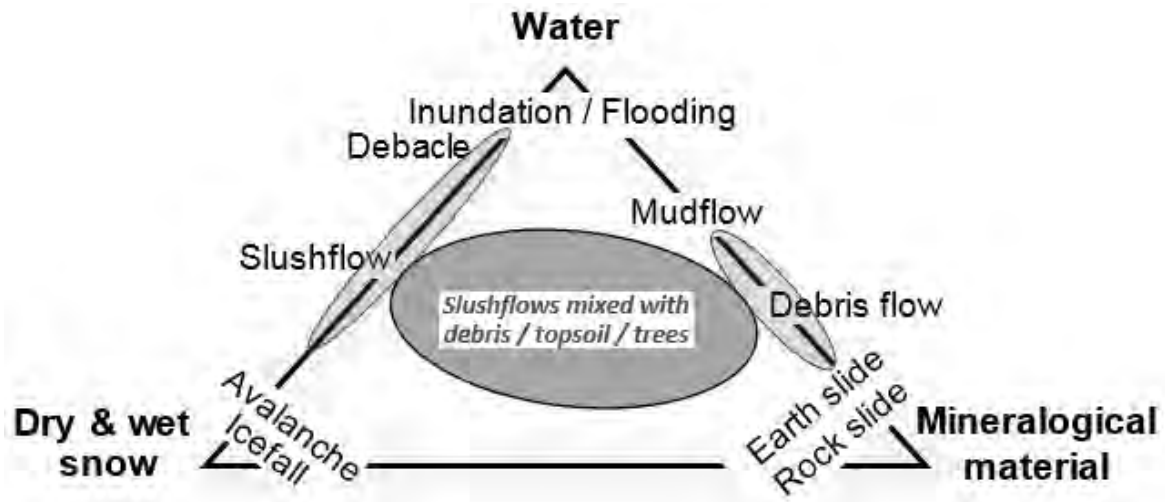 Water
Inundation / Flooding
Debacle
Mudflow
Slushflow
Slushflows mixed with
debris / topsoil / trees
Debris flow
Avalanche
Icefall
Earth slide
Rock slide
Dry & wet
snow
Mineralogical
material